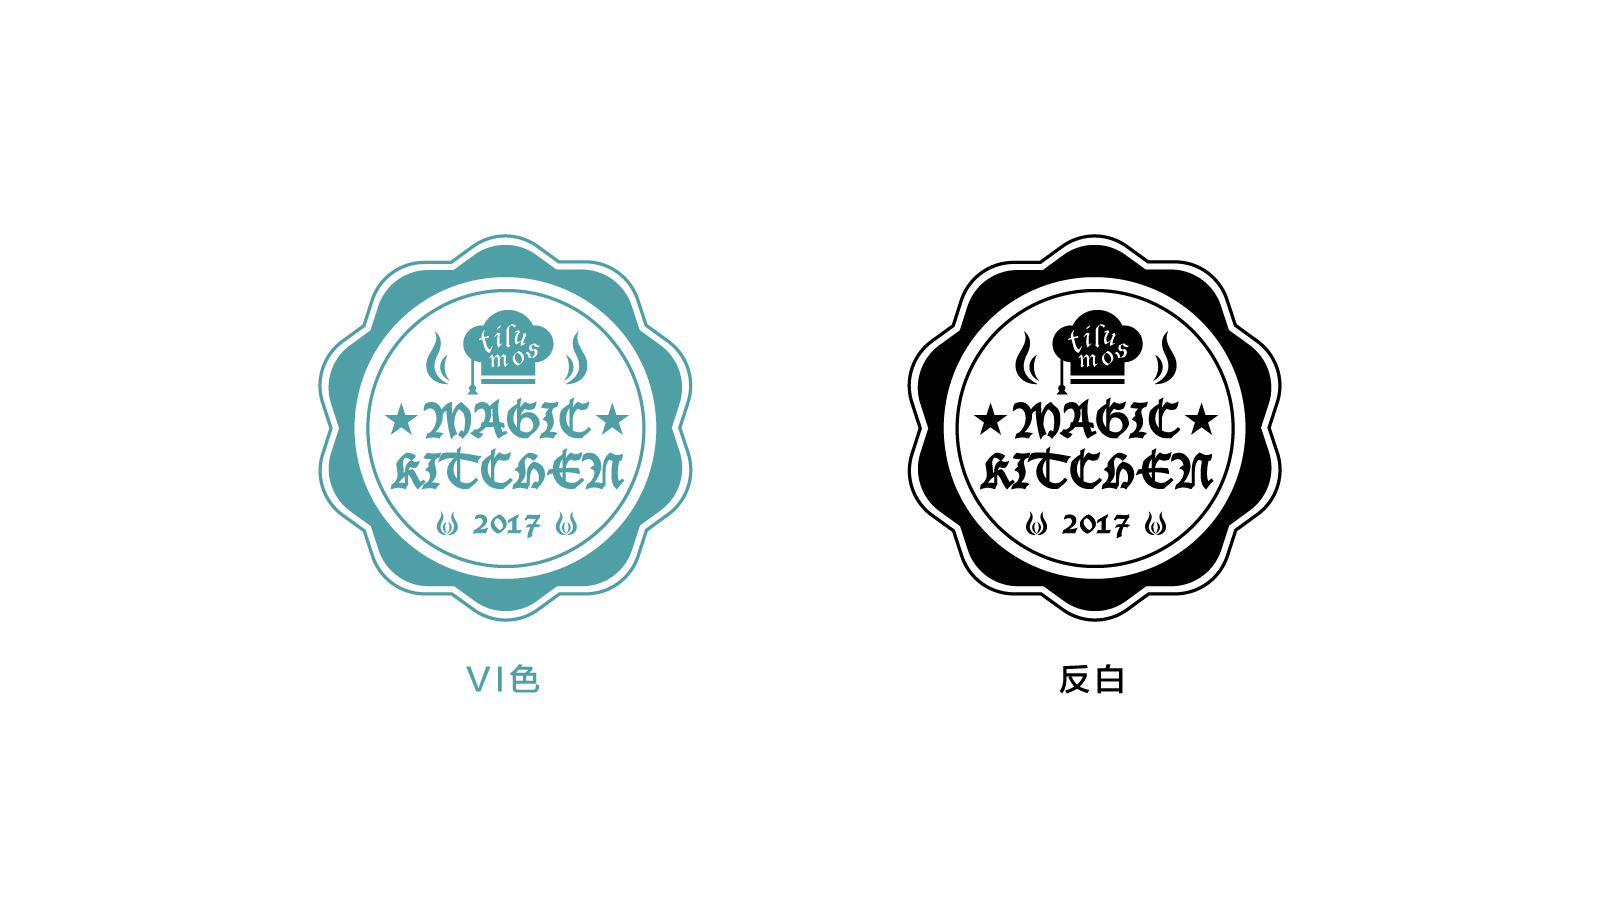 tilu
mos
MAGIC
KITCHEN
2017
VI色
tilu
mos
MAGIC
KITCHEN
2017
反白